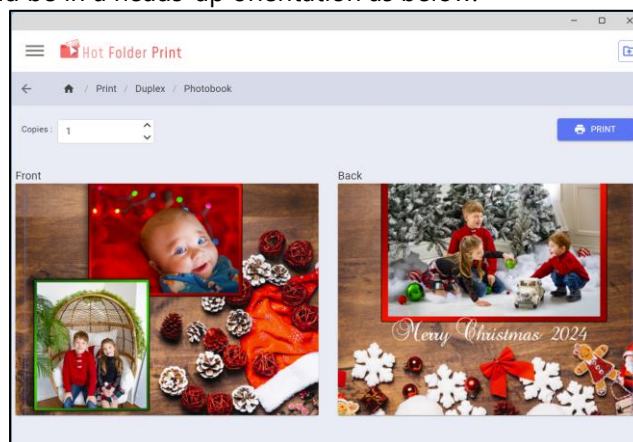 d be in a heads-up orientation as below.
Hot Folder Print
/ Print / Duplex / Photobook
Copies : 1
PRINT
Front
Back
Merry Christmas 2024